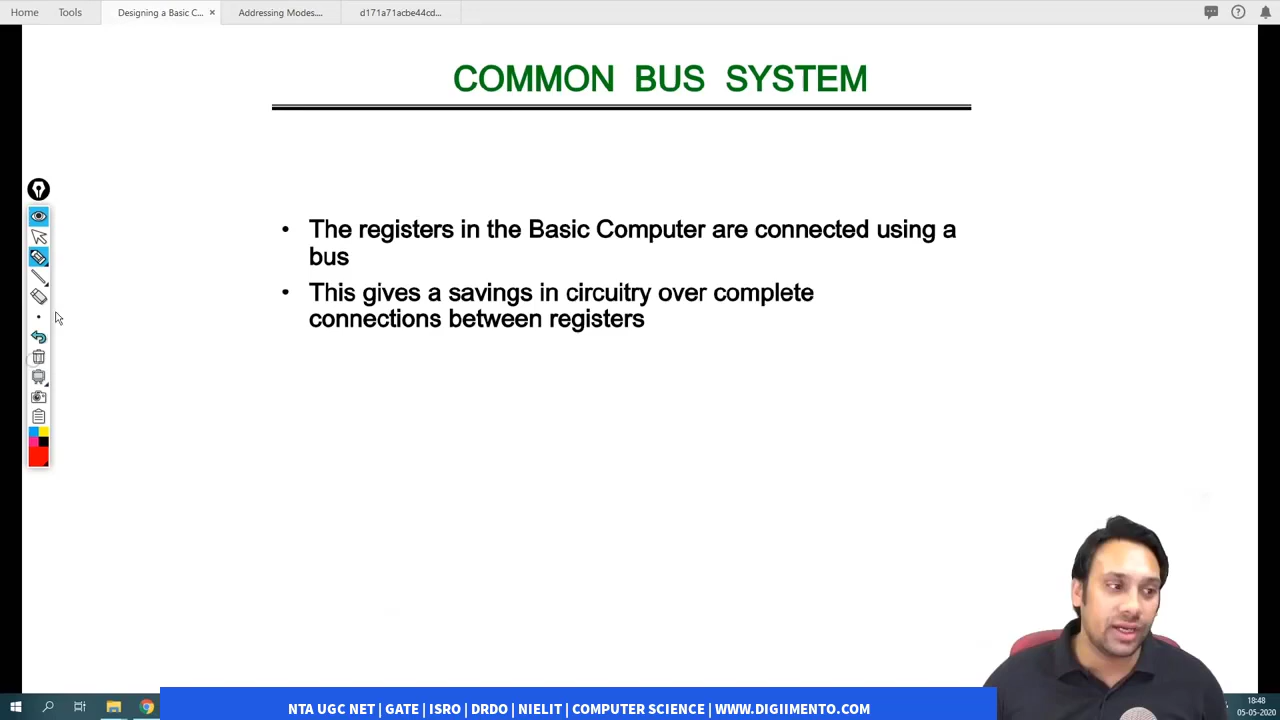 Home Tools Designing a Basic C... × Addressing Modes.... d171a71acbe44cd...
COMMON BUS SYSTEM
• The registers in the Basic Computer are connected using a
bus
• This gives a savings in circuitry over complete
connections between registers
18:48
NTA UGC NET | GATE | ISRO | DRDO | NIELIT | COMPUTER SCIENCE | WWW.DIGIIMENTO.COM
05-05-2020